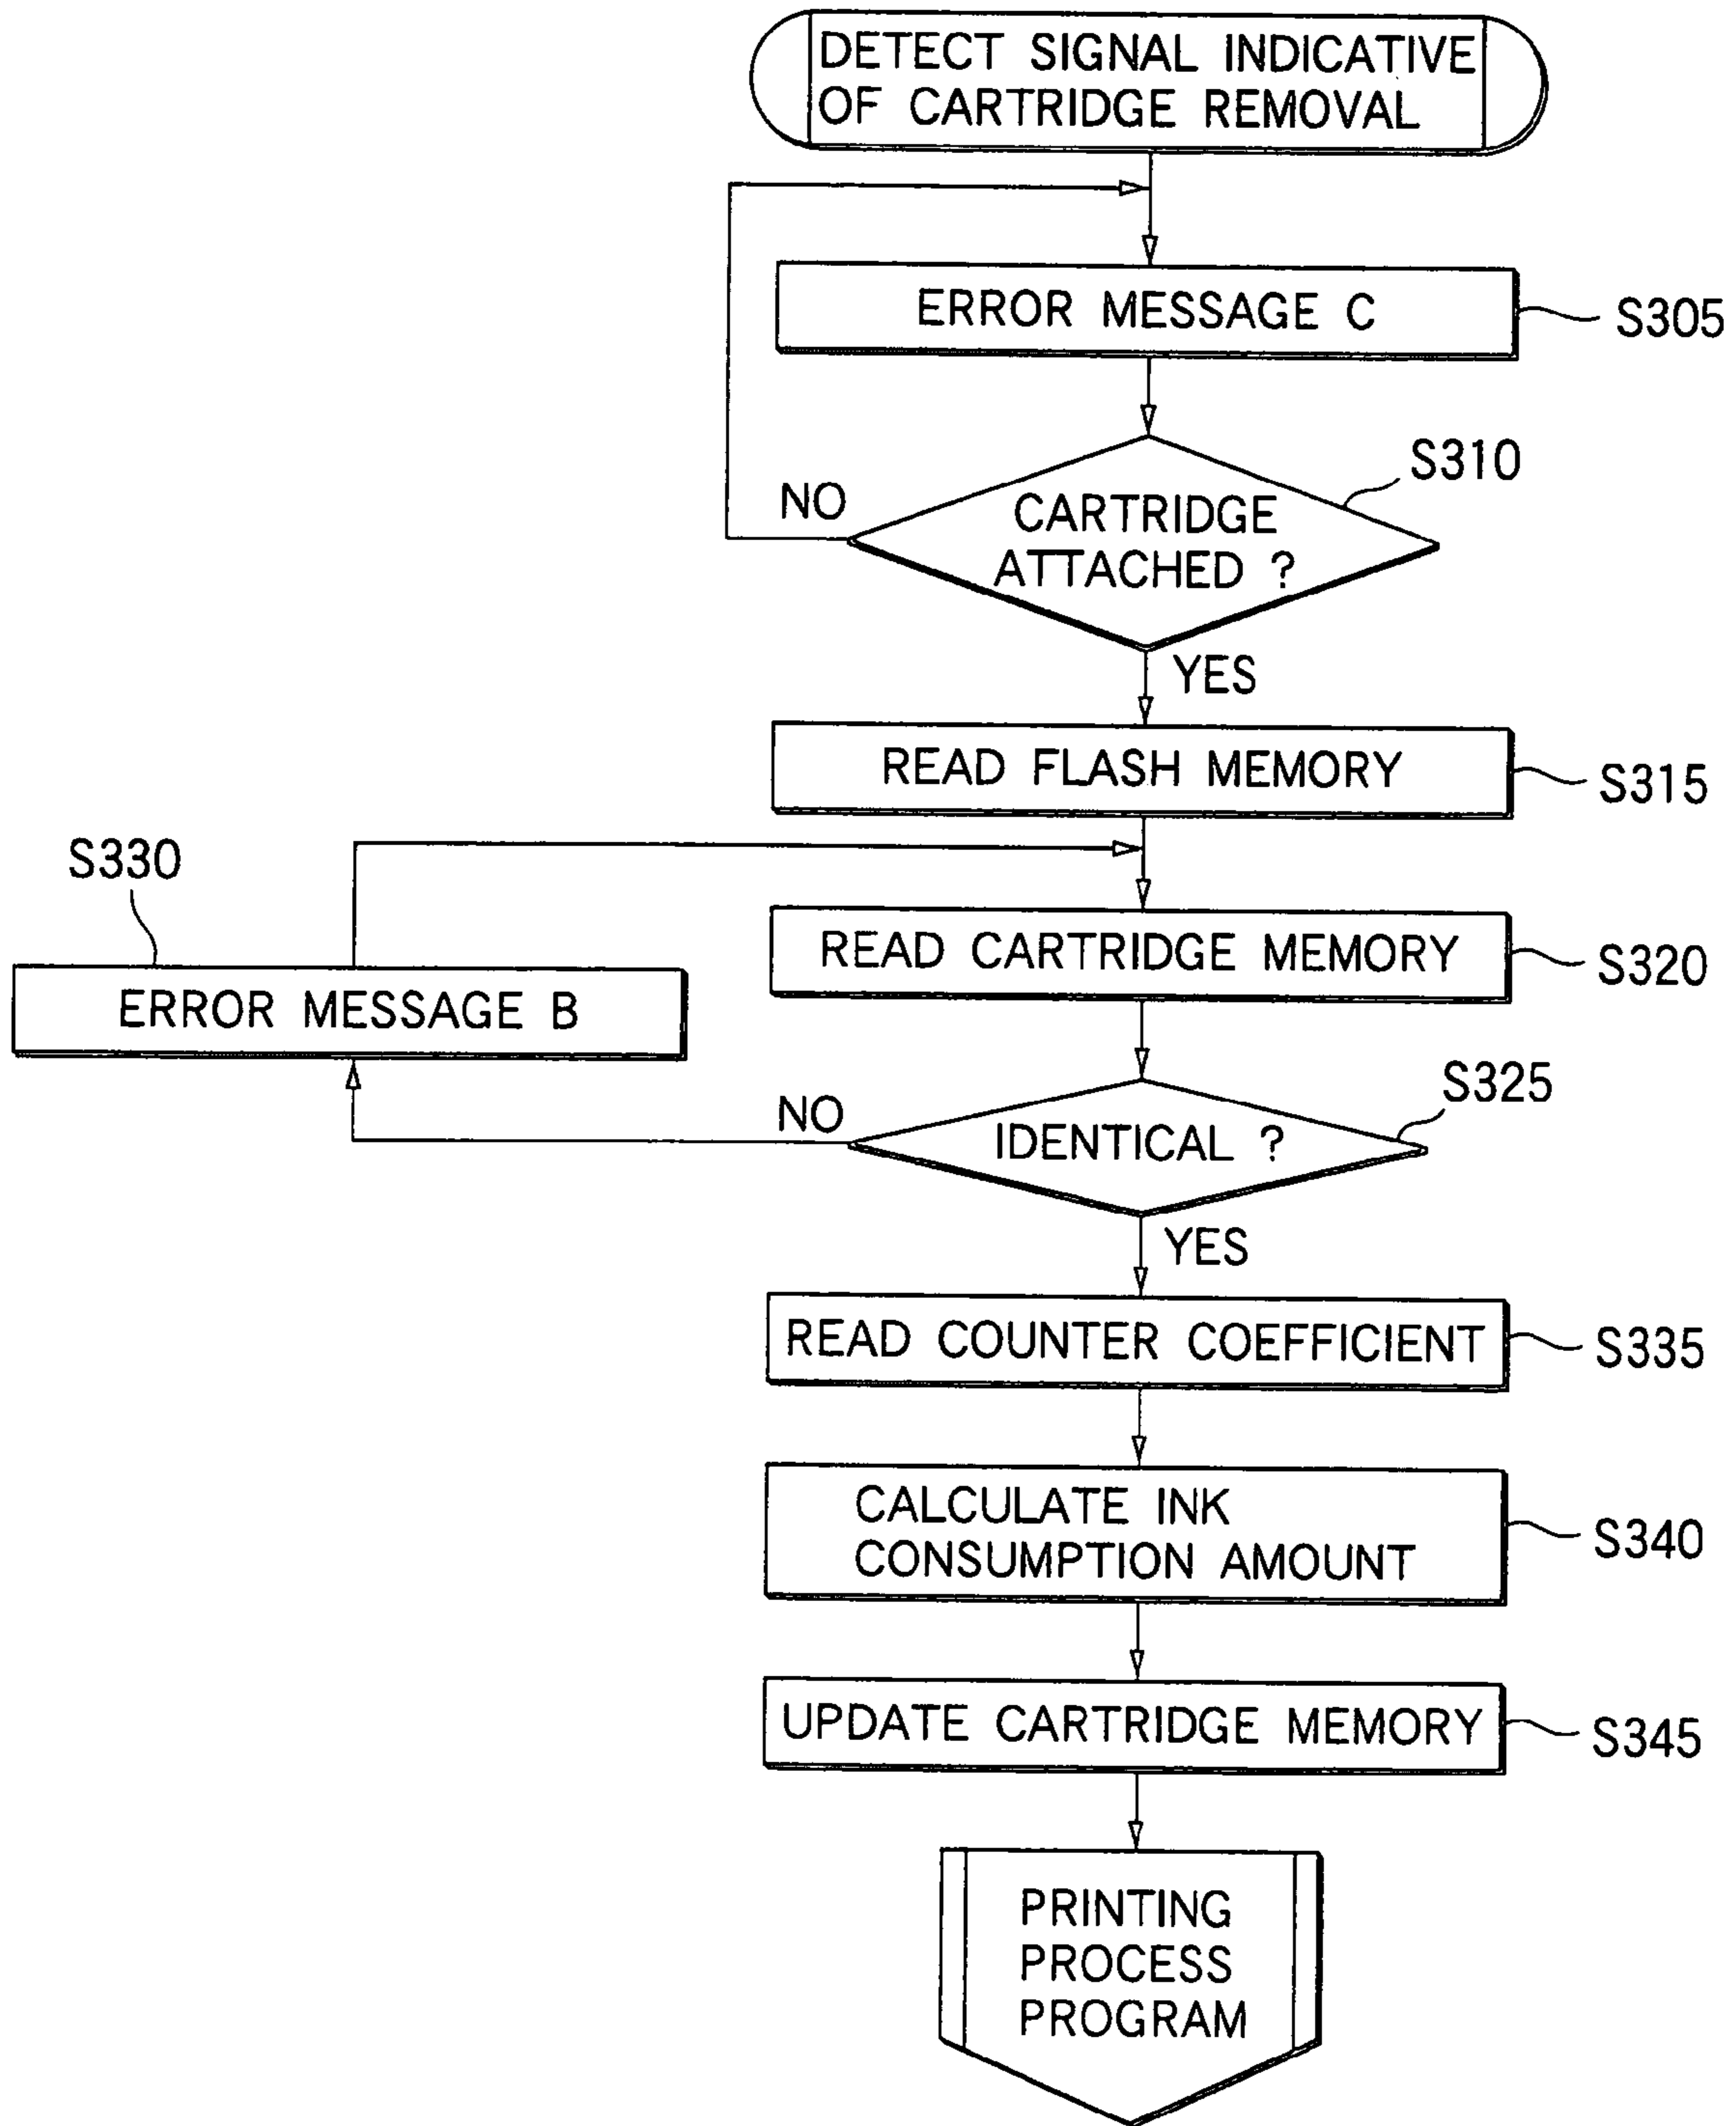 DETECT SIGNAL INDICATIVE
OF CARTRIDGE REMOVAL
ERROR MESSAGE C
S305
S310
NO
CARTRIDGE
ATTACHED ?
YES
READ FLASH MEMORY
S315
S330
READ CARTRIDGE MEMORY
S320
ERROR MESSAGE B
S325
NO
IDENTICAL ?
YES
READ COUNTER COEFFICIENT
S335
CALCULATE INK
CONSUMPTION AMOUNT
S340
UPDATE CARTRIDGE MEMORY
S345
PRINTING
PROCESS
PROGRAM